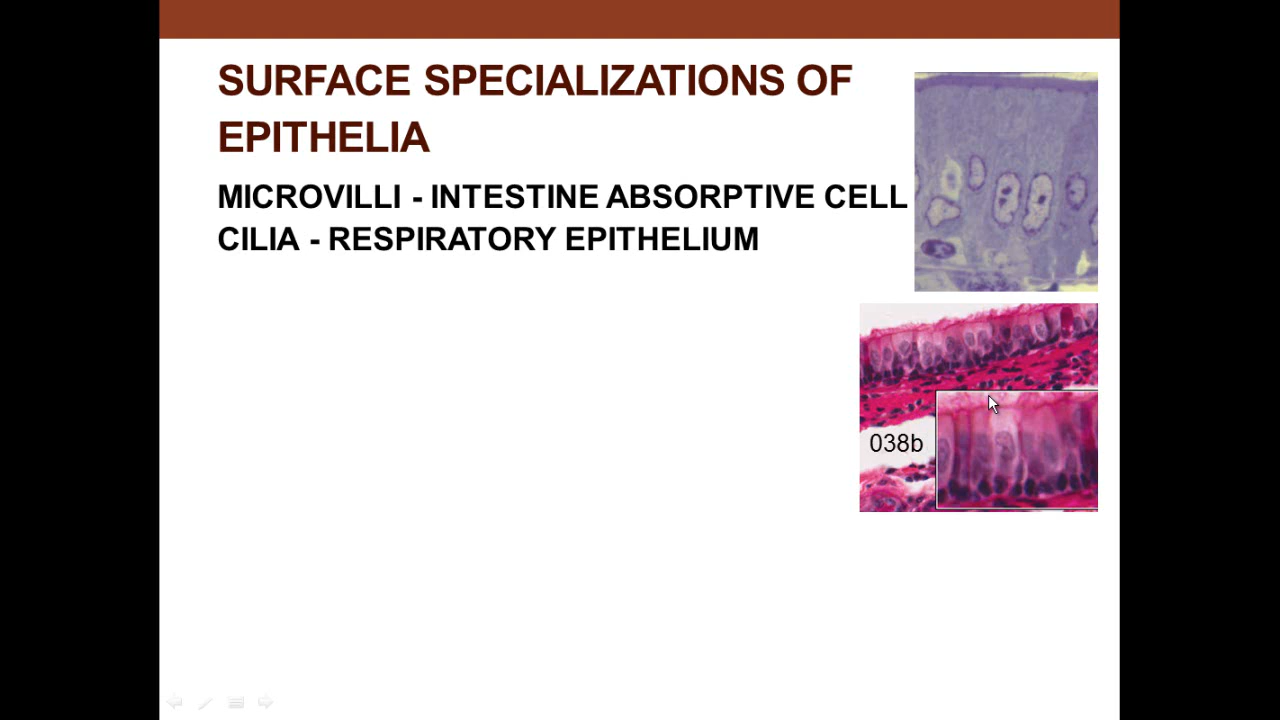 SURFACE SPECIALIZATIONS OF
EPITHELIA
MICROVILLI - INTESTINE ABSORPTIVE CELL
CILIA - RESPIRATORY EPITHELIUM
038b